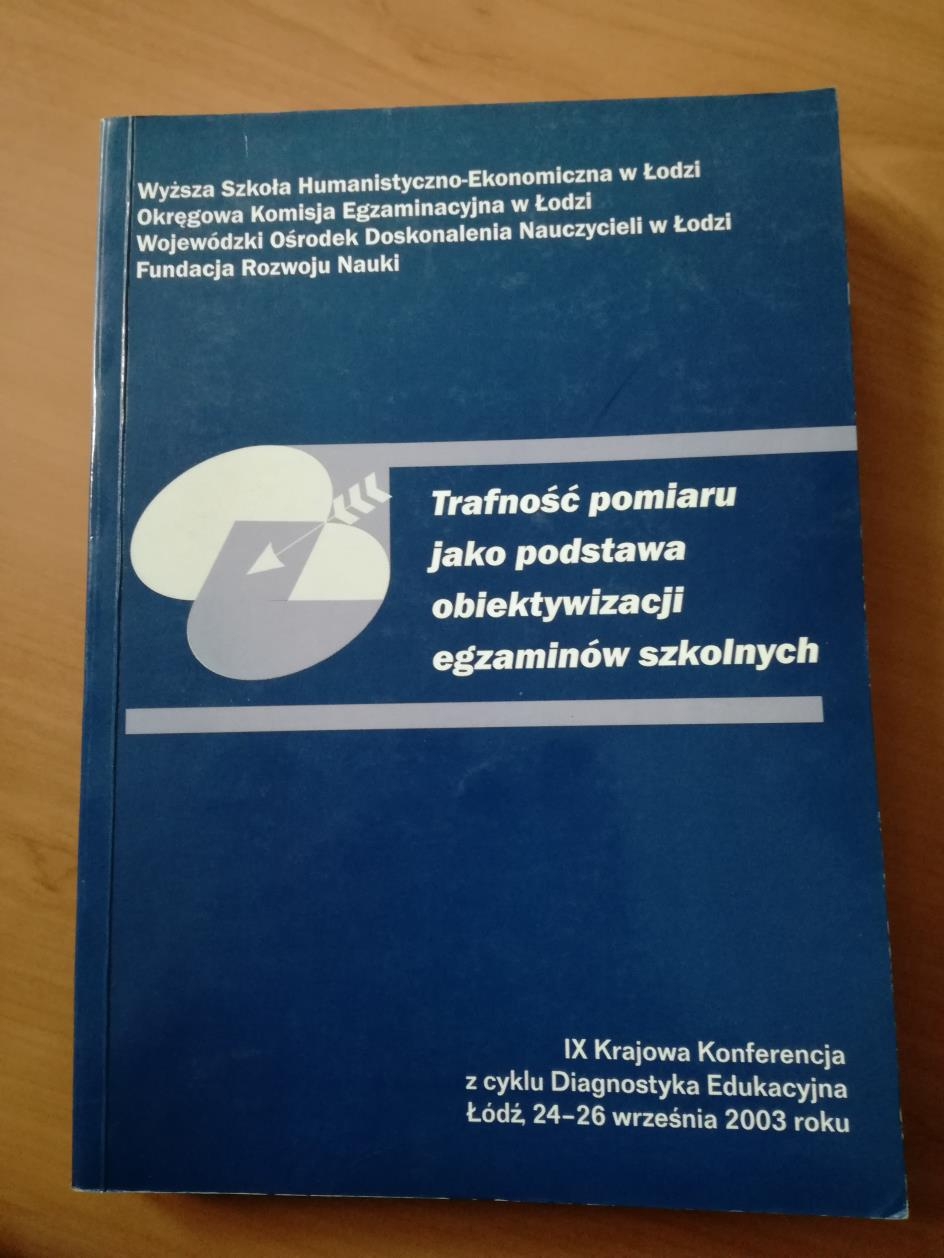 Wyższa Szkoła Humanistyczno-Ekonomiczna w Łodzi
Okręgowa Komisja Egzaminacyjna w Łodzi
Wojewódzki Ośrodek Doskonalenia Nauczycieli w Łodzi
Fundacja Rozwoju Nauki
Trafność pomiaru
jako podstawa
obiektywizacji
egzaminów szkolnych
IX Krajowa Konferencja
z cyklu Diagnostyka Edukacyjna
Łódź, 24–26 września 2003 roku